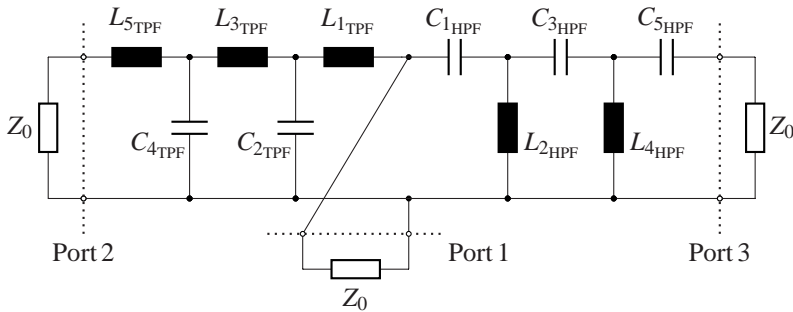 L5TPF L3TPF L1TPF C1HPF C3HPF C5HPF
Z0 C4TPF C2TPF L2HPF L4HPF Z0
Port 2 Port 1 Port 3
Z0